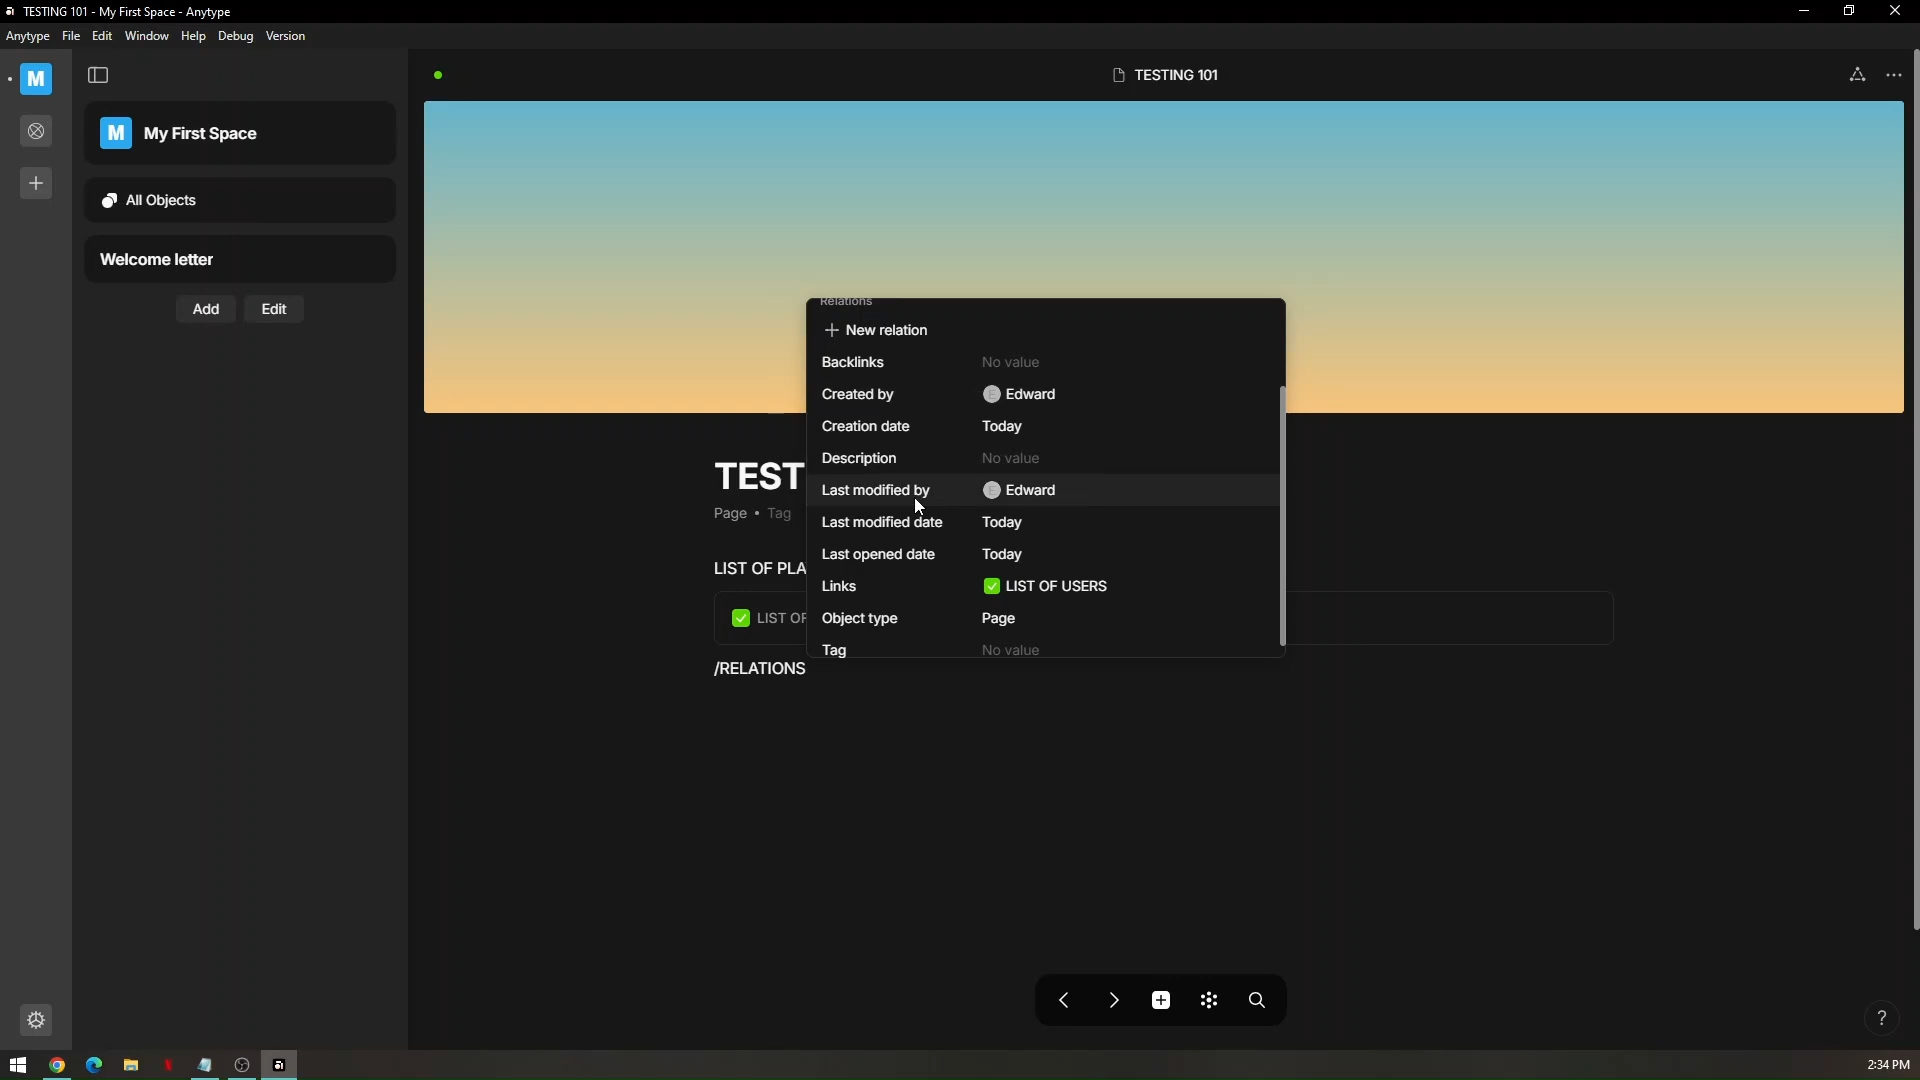 TESTING 101 - My First Space - Anytype
Anytype File Edit Window Help Debug Version
M
TESTING 101
M My First Space
All Objects
Welcome letter
Add Edit
Relations
New relation
Backlinks No value
Created by Edward
Creation date Today
Description No value
TEST
Last modified by Edward
Page • Tag
Last modified date Today
Last opened date Today
LIST OF PLA
Links LIST OF USERS
LIST OF
Object type Page
Tag No value
/RELATIONS
?
2:34 PM